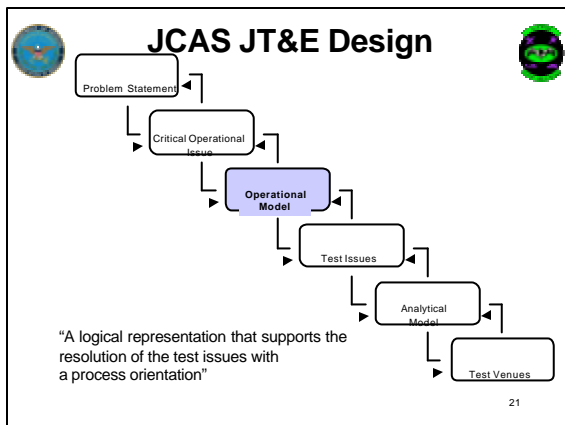 JCAS JT&E Design
Problem Statement
Critical Operational
Issue
Operational
Model
Test Issues
Analytical
Model
Test Venues
“A logical representation that supports the
resolution of the test issues with
a process orientation”
21